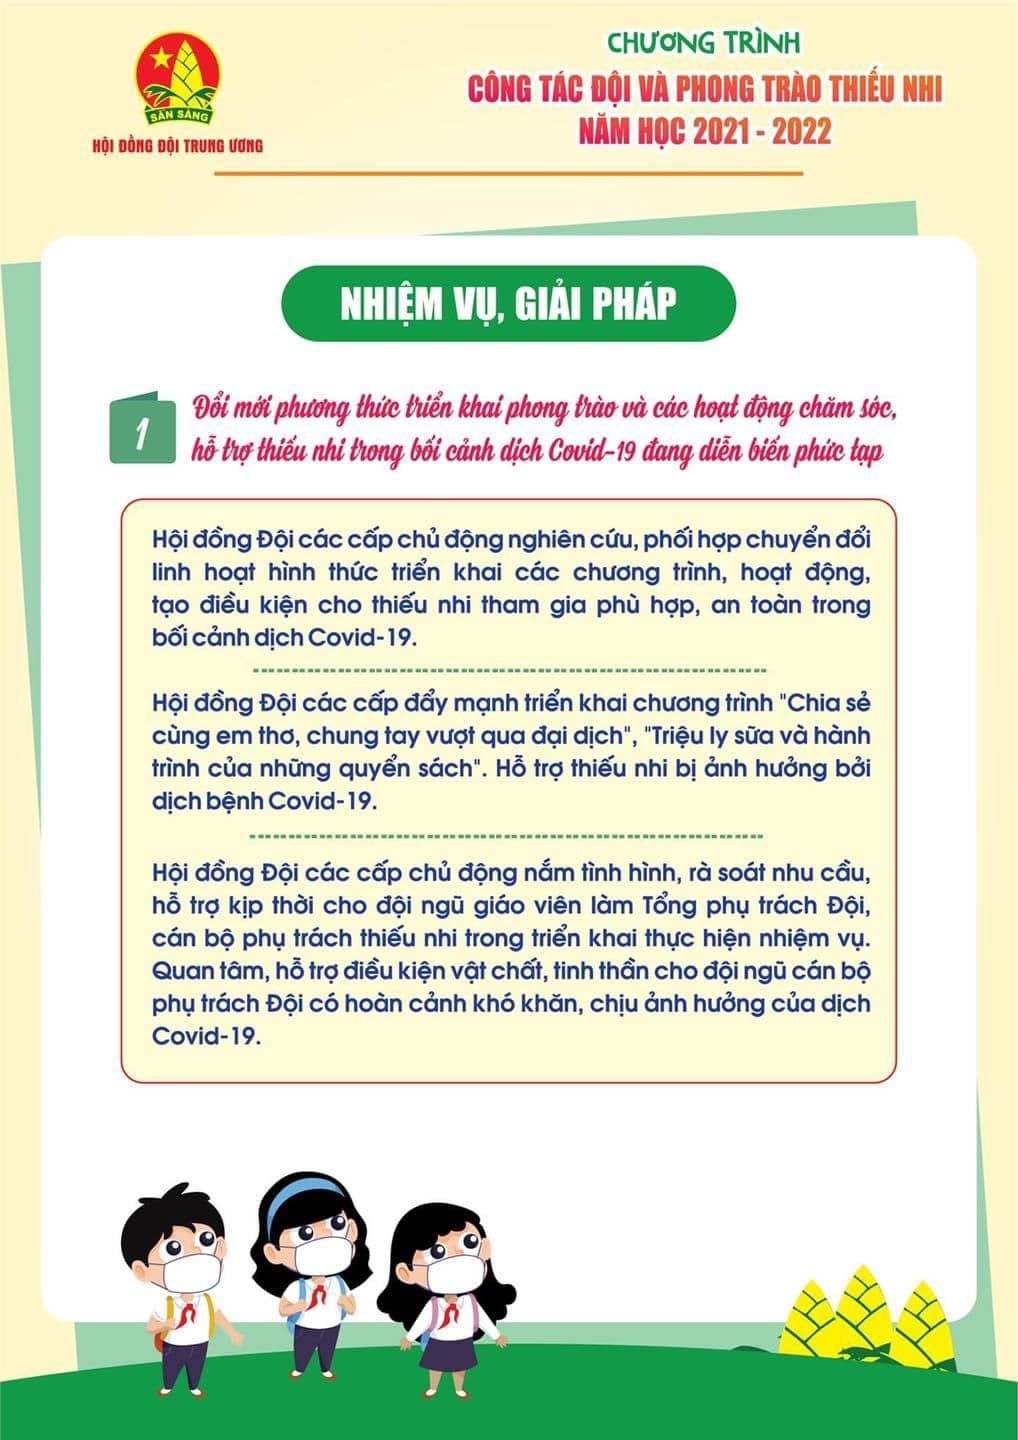 SẴN SÀNG
HỘI ĐỒNG ĐỘI TRUNG ƯƠNG
CHƯƠNG TRÌNH
CÔNG TÁC ĐỘI VÀ PHONG TRÀO THIẾU NHI
NĂM HỌC 2021 - 2022
NHIỆM VỤ, GIẢI PHÁP
1
Đổi mới phương thức triển khai phong trào và các hoạt động chăm sóc,
hỗ trợ thiếu nhi trong bối cảnh dịch Covid-19 đang diễn biến phức tạp
Hội đồng Đội các cấp chủ động nghiên cứu, phối hợp chuyển đổi
linh hoạt hình thức triển khai các chương trình, hoạt động,
tạo điều kiện cho thiếu nhi tham gia phù hợp, an toàn trong
bối cảnh dịch Covid-19.
Hội đồng Đội các cấp đẩy mạnh triển khai chương trình "Chia sẻ
cùng em thơ, chung tay vượt qua đại dịch", "Triệu ly sữa và hành
trình của những quyển sách". Hỗ trợ thiếu nhi bị ảnh hưởng bởi
dịch bệnh Covid-19.
Hội đồng Đội các cấp chủ động nắm tình hình, rà soát nhu cầu,
hỗ trợ kịp thời cho đội ngũ giáo viên làm Tổng phụ trách Đội,
cán bộ phụ trách thiếu nhi trong triển khai thực hiện nhiệm vụ.
Quan tâm, hỗ trợ điều kiện vật chất, tinh thần cho đội ngũ cán bộ
phụ trách Đội có hoàn cảnh khó khăn, chịu ảnh hưởng của dịch
Covid-19.